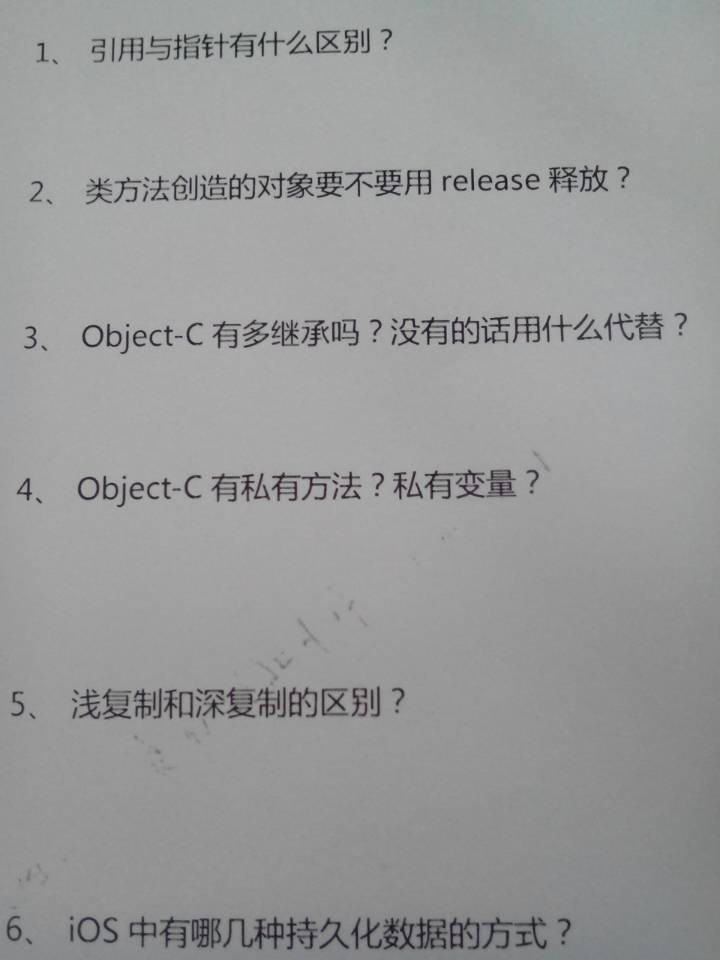 1、 引用与指针有什么区别？
2、 类方法创造的对象要不要用 release 释放？
3、 Object-C 有多继承吗？没有的话用什么代替？
4、 Object-C 有私有方法？私有变量？
5、 浅复制和深复制的区别？
6、 iOS 中有哪几种持久化数据的方式？